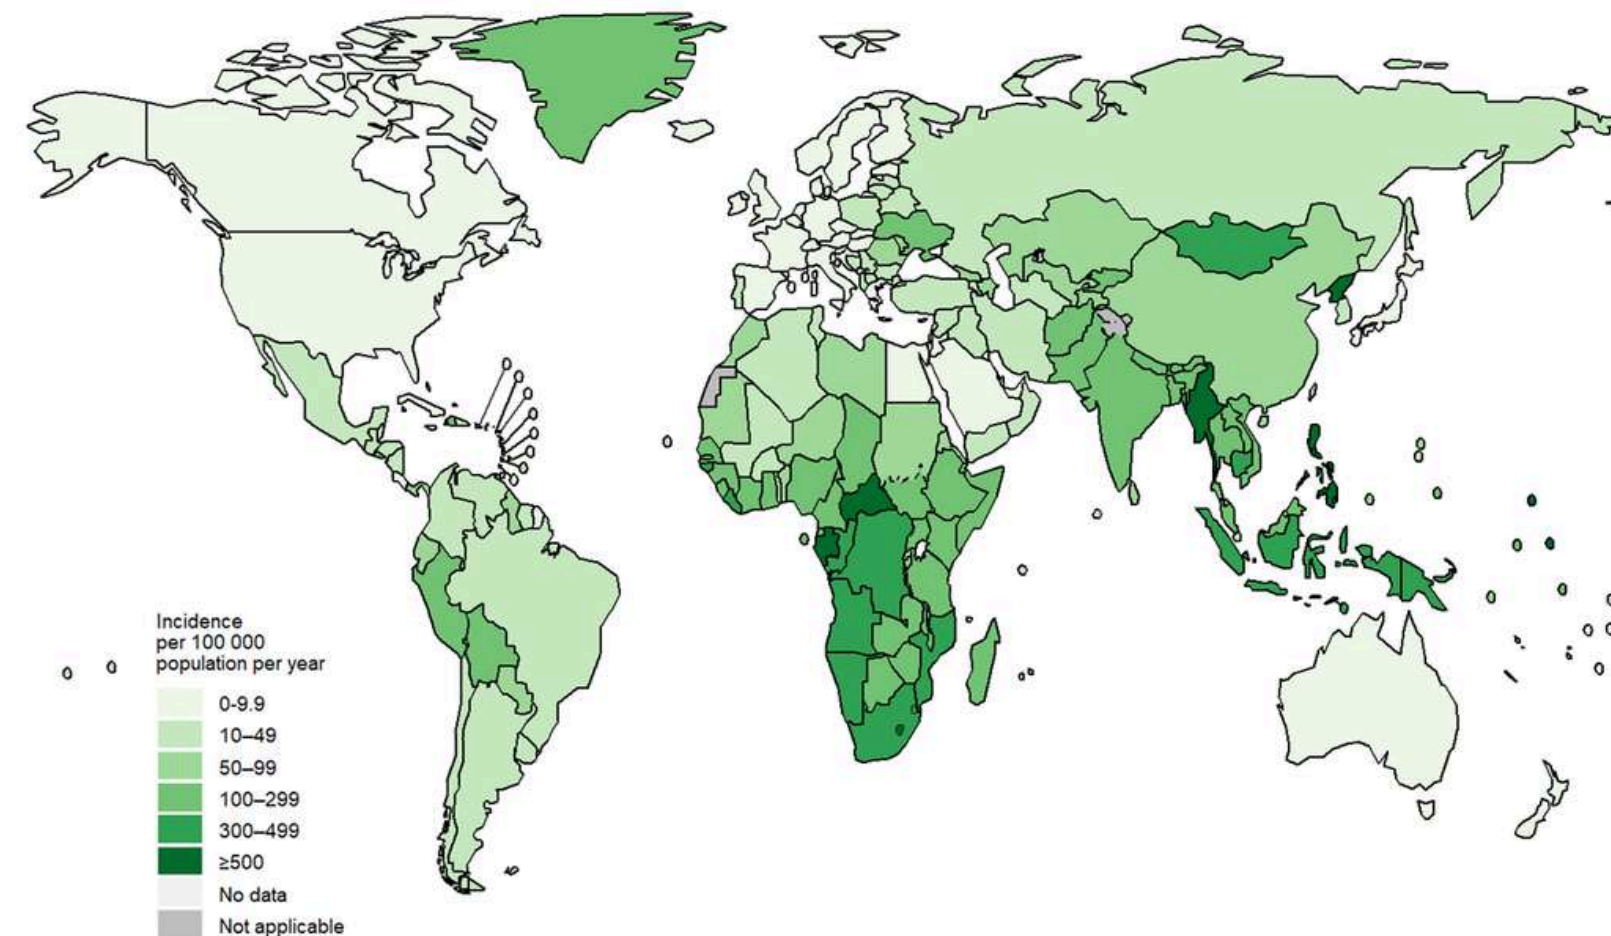 Incidence
per 100 000
population per year
0-9.9
10–49
50–99
100–299
300–499
≥500
No data
Not applicable